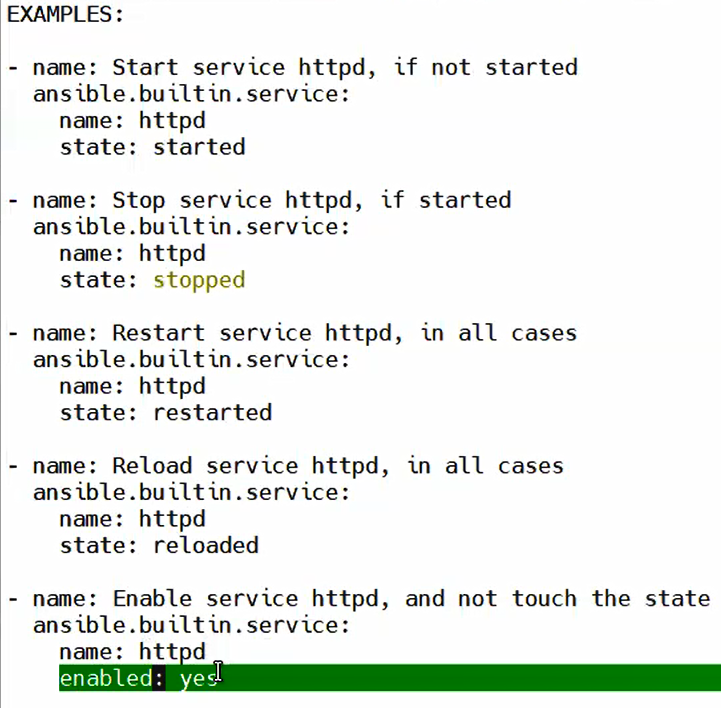 EXAMPLES:
- name: Start service httpd, if not started
  ansible.builtin.service:
    name: httpd
    state: started
- name: Stop service httpd, if started
  ansible.builtin.service:
    name: httpd
    state: stopped
- name: Restart service httpd, in all cases
  ansible.builtin.service:
    name: httpd
    state: restarted
- name: Reload service httpd, in all cases
  ansible.builtin.service:
    name: httpd
    state: reloaded
- name: Enable service httpd, and not touch the state
  ansible.builtin.service:
    name: httpd
    enabled: yes